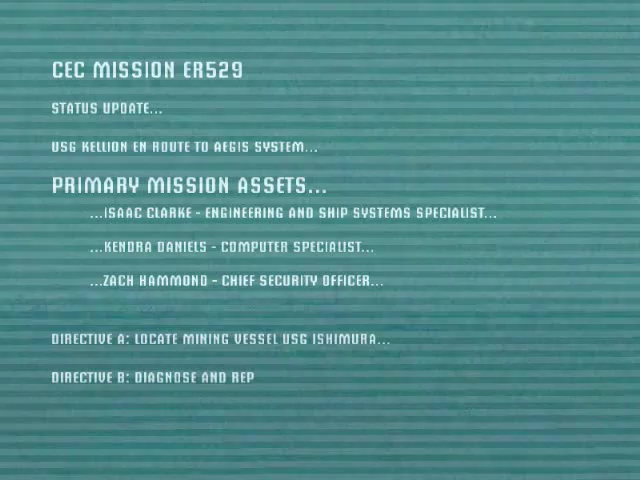 CEC MISSION ER529
STATUS UPDATE...
USG KELLION EN ROUTE TO AEGIS SYSTEM...
PRIMARY MISSION ASSETS...
...ISAAC CLARKE - ENGINEERING AND SHIP SYSTEMS SPECIALIST...
...KENDRA DANIELS - COMPUTER SPECIALIST...
...ZACH HAMMOND - CHIEF SECURITY OFFICER...
DIRECTIVE A: LOCATE MINING VESSEL USG ISHIMURA...
DIRECTIVE B: DIAGNOSE AND REP